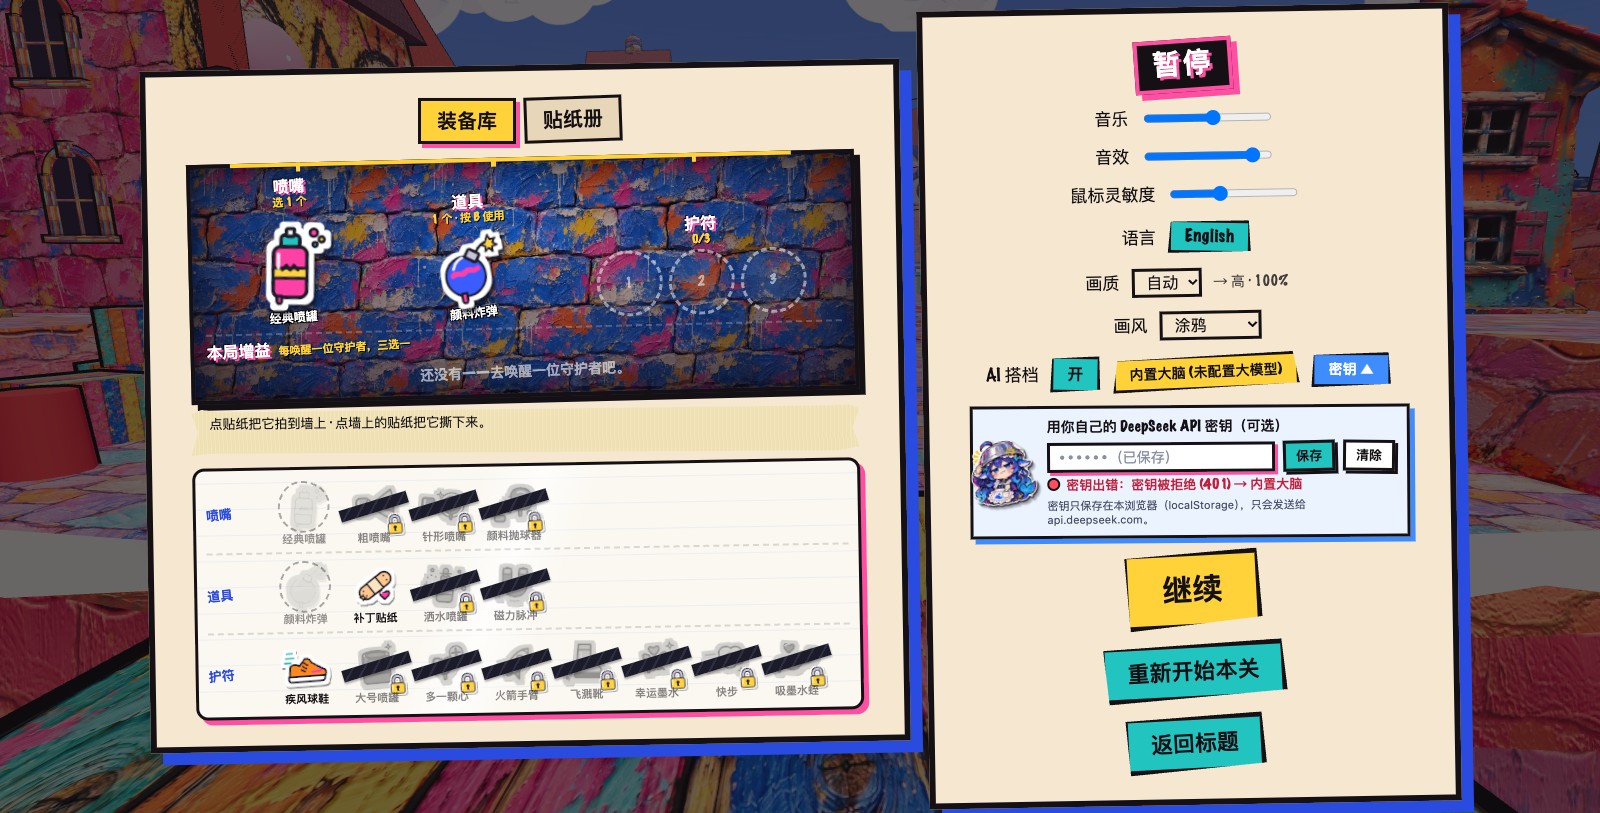 装备库
贴纸册
喷嘴
选 1 个
道具
1 个 · 按 B 使用
护符
0/3
1
2
3
经典喷罐
颜料炸弹
本局增益
每唤醒一位守护者，三选一
还没有——去唤醒一位守护者吧。
点贴纸把它拍到墙上 · 点墙上的贴纸把它撕下来。
喷嘴
经典喷罐
粗喷嘴
针形喷嘴
颜料抛球器
道具
颜料炸弹
补丁贴纸
洒水喷罐
磁力脉冲
护符
疾风球鞋
大号喷罐
多一颗心
火箭手臂
飞溅靴
幸运墨水
快步
吸墨水蛭
暂停
音乐
音效
鼠标灵敏度
语言
English
画质
自动
→ 高 · 100%
画风
涂鸦
AI 搭档
开
内置大脑 (未配置大模型)
密钥 ▲
用你自己的 DeepSeek API 密钥（可选）
•••••• （已保存）
保存
清除
密钥出错：密钥被拒绝 (401) → 内置大脑
密钥只保存在本浏览器（localStorage），只会发送给
api.deepseek.com。
继续
重新开始本关
返回标题